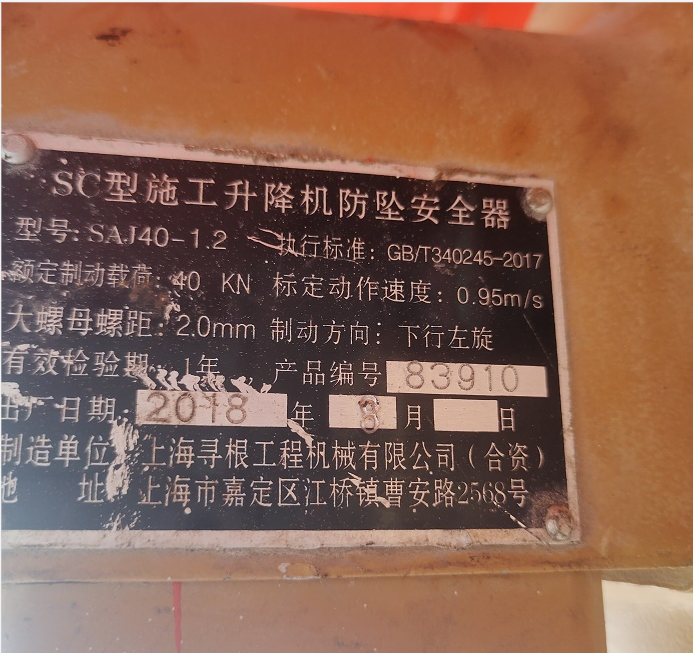 SC型施工升降机防坠安全器
型号: SAJ40-1.2 执行标准: GB/T340245-2017
额定制动载荷: 40 KN 标定动作速度: 0.95m/s
大螺母螺距: 2.0mm 制动方向: 下行左旋
有效检验期: 1年 产品编号 83910
出厂日期: 2018 年 8 月 日
制造单位 上海寻根工程机械有限公司(合资)
地 址 上海市嘉定区江桥镇曹安路2568号